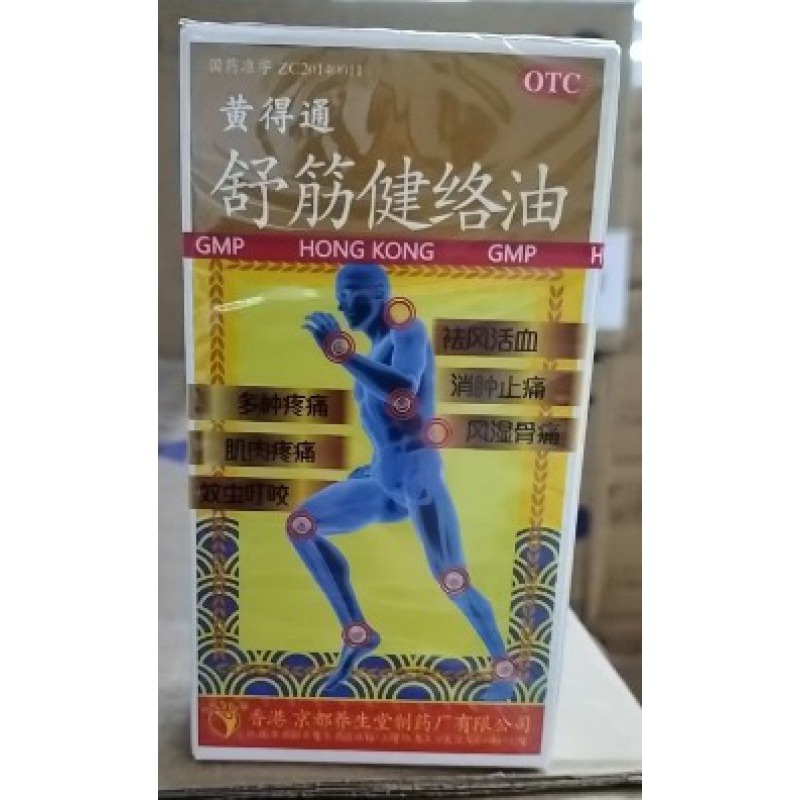 国药准字 ZC20140011
OTC
黄得通
舒筋健络油
GMP HONG KONG GMP H
祛风活血
消肿止痛
风湿骨痛
多种疼痛
肌肉疼痛
蚊虫叮咬
香港 京都养生堂制药厂有限公司